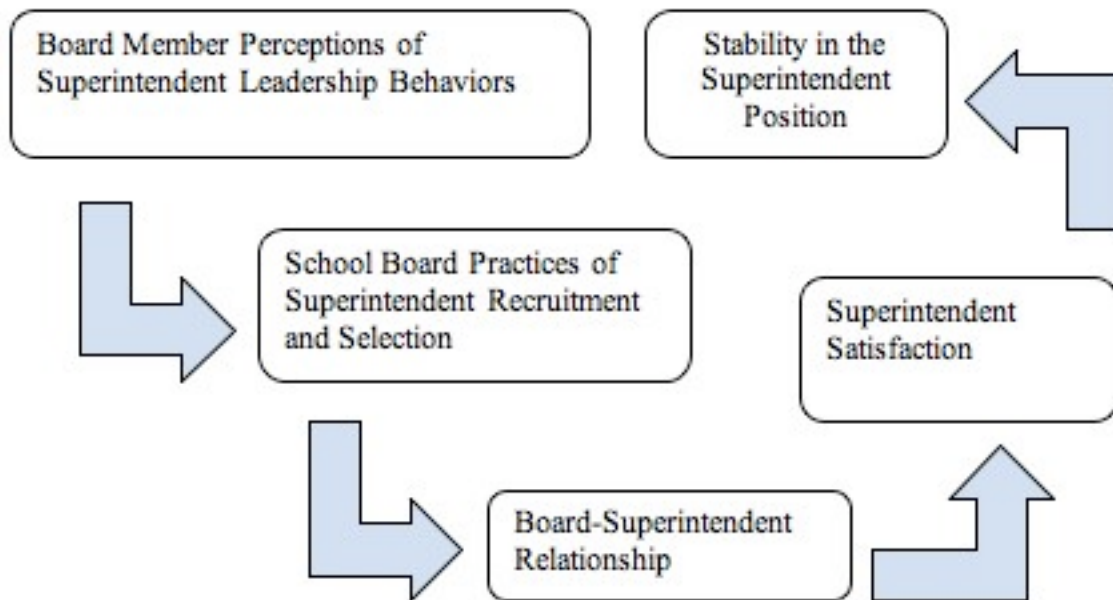 Board Member Perceptions of
Superintendent Leadership Behaviors
Stability in the
Superintendent
Position
School Board Practices of
Superintendent Recruitment
and Selection
Superintendent
Satisfaction
Board-Superintendent
Relationship